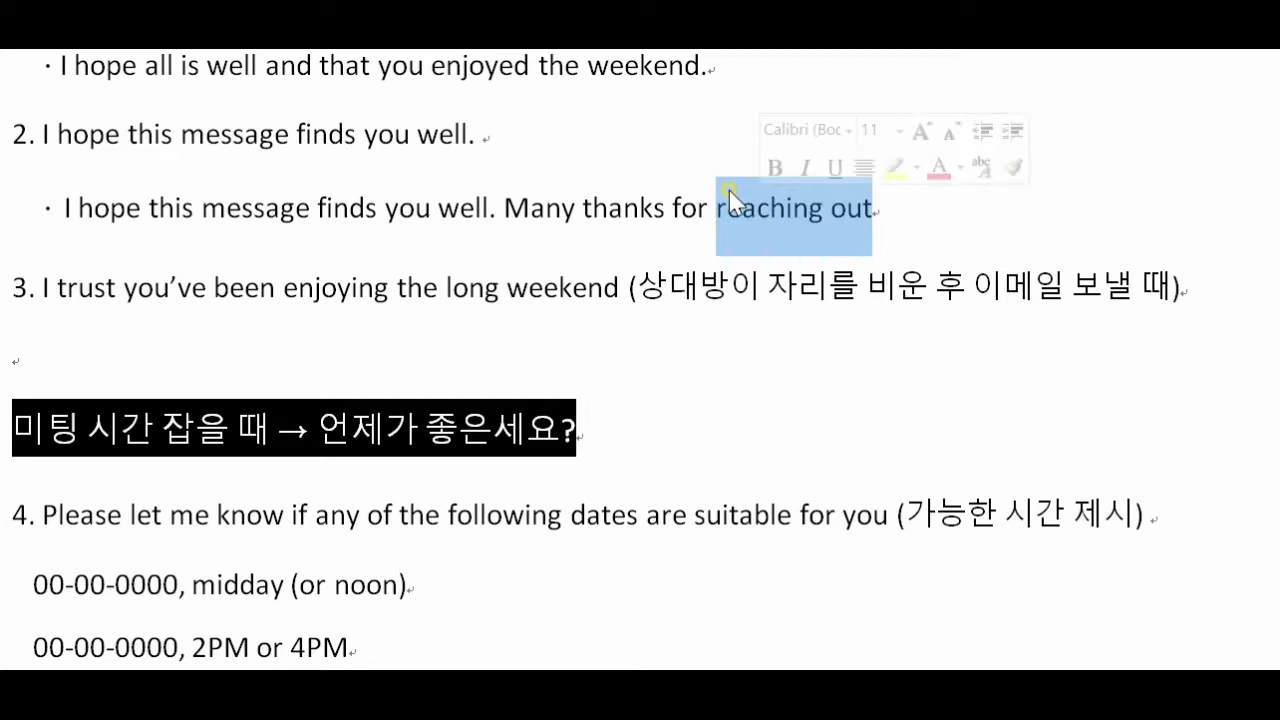 · I hope all is well and that you enjoyed the weekend.
2. I hope this message finds you well.
Calibri (Boc 11 A A
B I U A abc A
· I hope this message finds you well. Many thanks for reaching out
3. I trust you’ve been enjoying the long weekend (상대방이 자리를 비운 후 이메일 보낼 때)
미팅 시간 잡을 때 → 언제가 좋은세요?
4. Please let me know if any of the following dates are suitable for you (가능한 시간 제시)
00-00-0000, midday (or noon)
00-00-0000, 2PM or 4PM